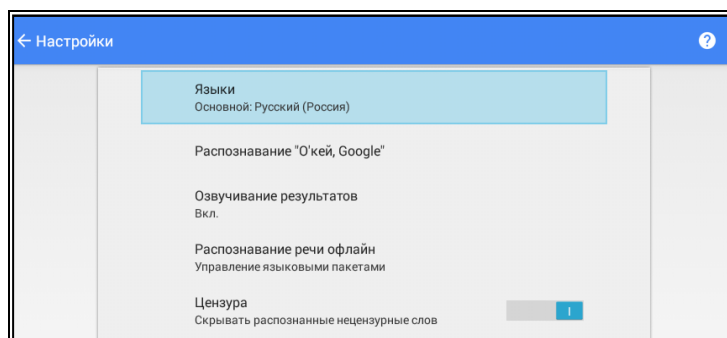 Настройки
Языки
Основной: Русский (Россия)
Распознавание "О'кей, Google"
Озвучивание результатов
Вкл.
Распознавание речи офлайн
Управление языковыми пакетами
Цензура
Скрывать распознанные нецензурные слов